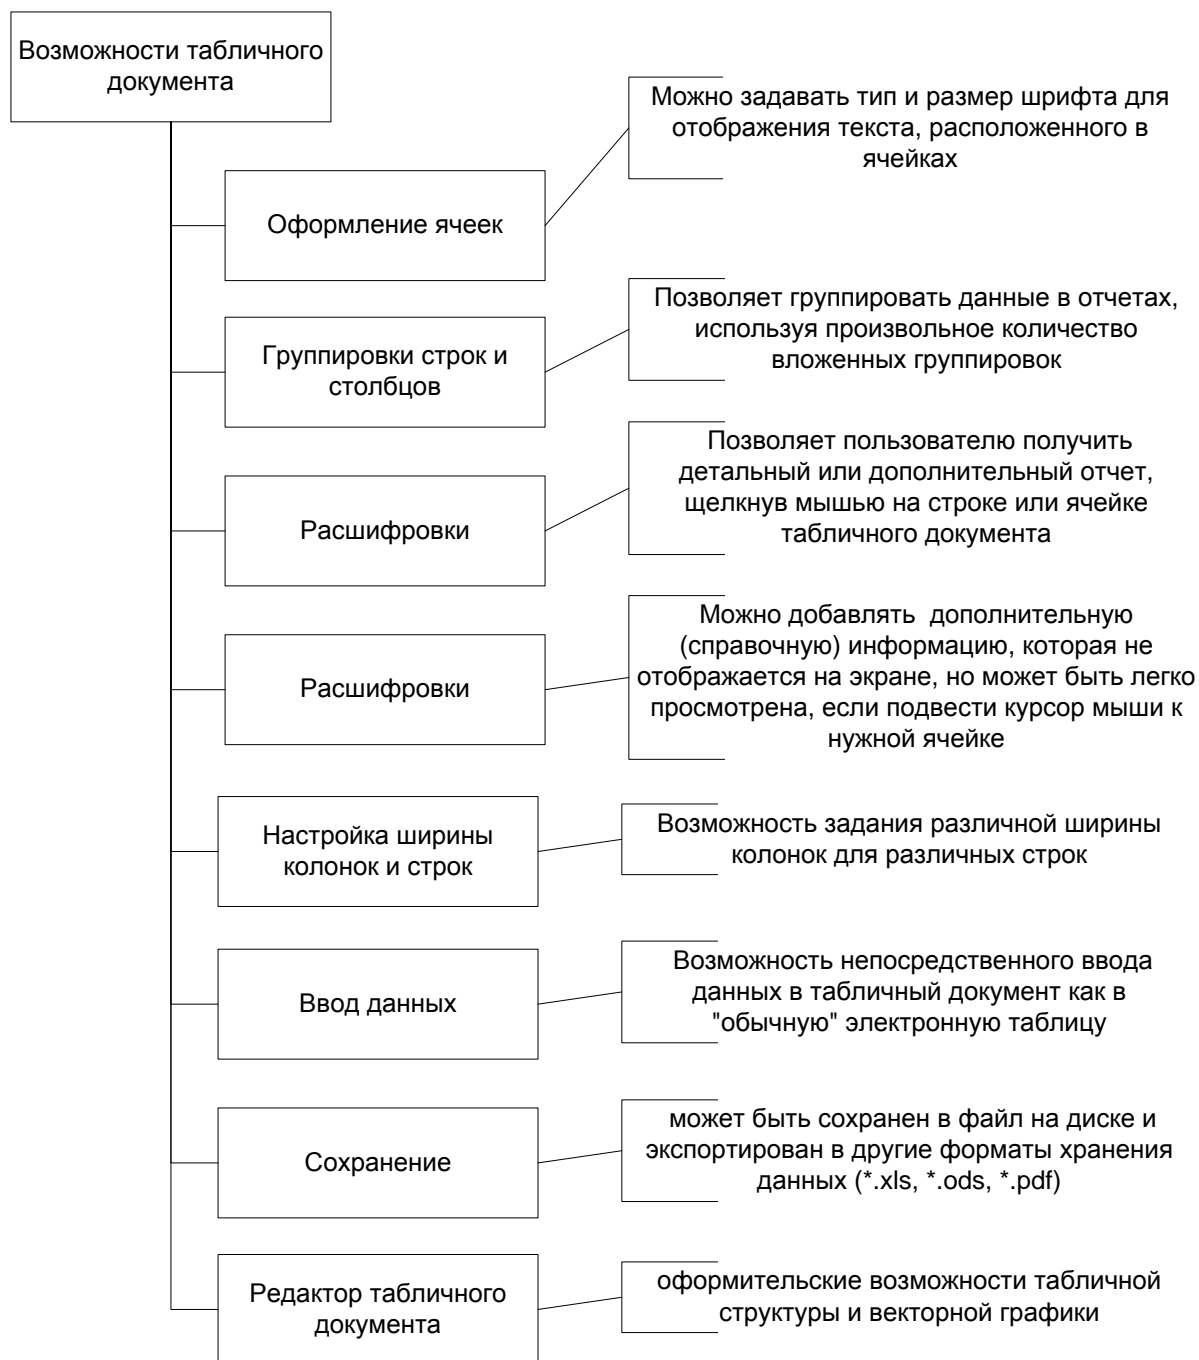 Возможности табличного
документа
Можно задавать тип и размер шрифта для
отображения текста, расположенного в
ячейках
Оформление ячеек
Позволяет группировать данные в отчетах,
используя произвольное количество
вложенных группировок
Группировки строк и
столбцов
Позволяет пользователю получить
детальный или дополнительный отчет,
щелкнув мышью на строке или ячейке
табличного документа
Расшифровки
Можно добавлять  дополнительную
(справочную) информацию, которая не
отображается на экране, но может быть легко
просмотрена, если подвести курсор мыши к
нужной ячейке
Расшифровки
Возможность задания различной ширины
колонок для различных строк
Настройка ширины
колонок и строк
Возможность непосредственного ввода
данных в табличный документ как в
"обычную" электронную таблицу
Ввод данных
может быть сохранен в файл на диске и
экспортирован в другие форматы хранения
данных (*.xls, *.ods, *.pdf)
Сохранение
оформительские возможности табличной
структуры и векторной графики
Редактор табличного
документа